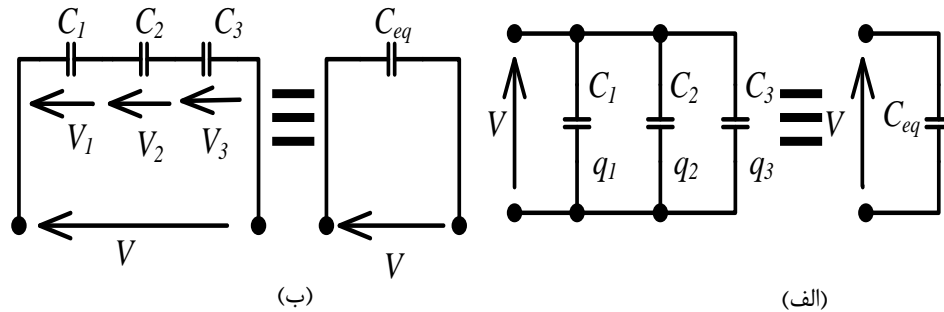 C1 C2 C3 Ceq
V1 V2 V3
V V
(ب)
V C1 C2 C3 V Ceq
q1 q2 q3
(الف)